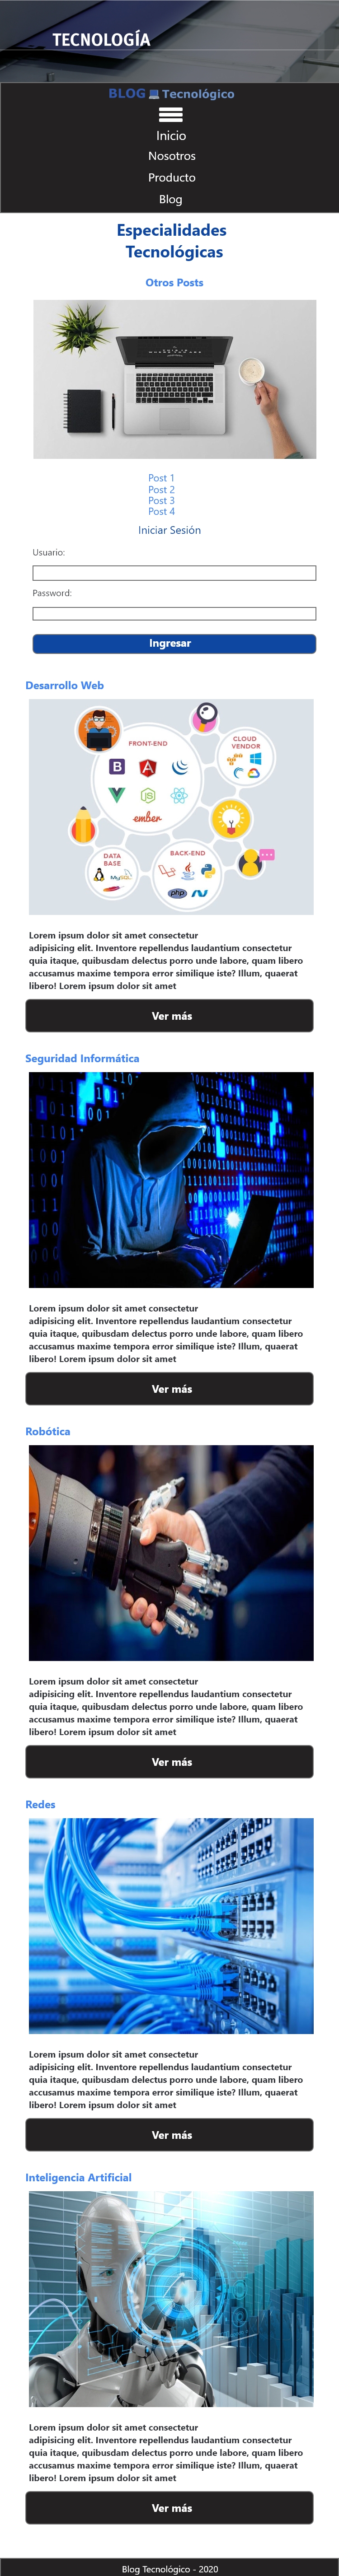 TECNOLOGÍA
BLOG Tecnológico
Inicio
Nosotros
Producto
Blog
Especialidades
Tecnológicas
Otros Posts
Post 1
Post 2
Post 3
Post 4
Iniciar Sesión
Usuario:
Password:
Ingresar
Desarrollo Web
FRONT-END
CLOUD
VENDOR
B
JS
ember
DATA
BASE
MySQL
BACK-END
Java
php
Lorem ipsum dolor sit amet consectetur
adipisicing elit. Inventore repellendus laudantium consectetur
quia itaque, quibusdam delectus porro unde labore, quam libero
accusamus maxime tempora error similique iste? Illum, quaerat
libero! Lorem ipsum dolor sit amet
Ver más
Seguridad Informática
Lorem ipsum dolor sit amet consectetur
adipisicing elit. Inventore repellendus laudantium consectetur
quia itaque, quibusdam delectus porro unde labore, quam libero
accusamus maxime tempora error similique iste? Illum, quaerat
libero! Lorem ipsum dolor sit amet
Ver más
Robótica
Lorem ipsum dolor sit amet consectetur
adipisicing elit. Inventore repellendus laudantium consectetur
quia itaque, quibusdam delectus porro unde labore, quam libero
accusamus maxime tempora error similique iste? Illum, quaerat
libero! Lorem ipsum dolor sit amet
Ver más
Redes
Lorem ipsum dolor sit amet consectetur
adipisicing elit. Inventore repellendus laudantium consectetur
quia itaque, quibusdam delectus porro unde labore, quam libero
accusamus maxime tempora error similique iste? Illum, quaerat
libero! Lorem ipsum dolor sit amet
Ver más
Inteligencia Artificial
Lorem ipsum dolor sit amet consectetur
adipisicing elit. Inventore repellendus laudantium consectetur
quia itaque, quibusdam delectus porro unde labore, quam libero
accusamus maxime tempora error similique iste? Illum, quaerat
libero! Lorem ipsum dolor sit amet
Ver más
Blog Tecnológico - 2020